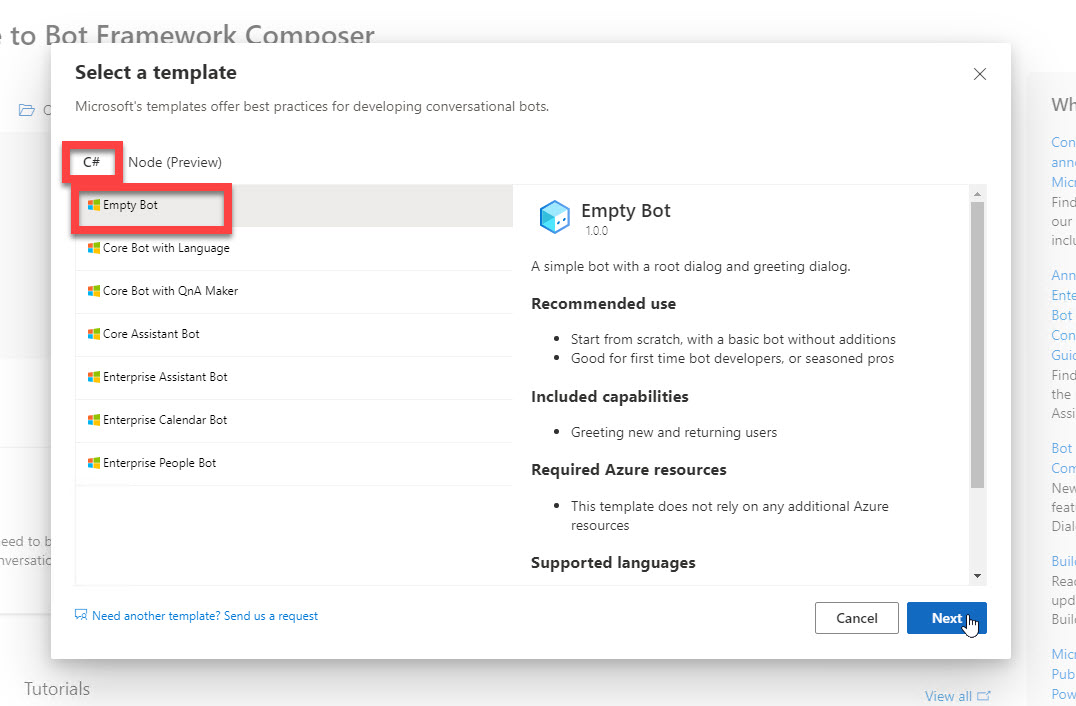 to Bot Framework Composer
Select a template
Microsoft's templates offer best practices for developing conversational bots.
C#
Node (Preview)
Empty Bot
Core Bot with Language
Core Bot with QnA Maker
Core Assistant Bot
Enterprise Assistant Bot
Enterprise Calendar Bot
Enterprise People Bot
Empty Bot
1.0.0
A simple bot with a root dialog and greeting dialog.
Recommended use
• Start from scratch, with a basic bot without additions
• Good for first time bot developers, or seasoned pros
Included capabilities
• Greeting new and returning users
Required Azure resources
• This template does not rely on any additional Azure
resources
Supported languages
Need another template? Send us a request
Cancel
Next
eed to b
nversatic
Tutorials
View all
Wh
Con
anno
Micr
Find
our
inclu
Ann
Ente
Bot
Con
Guid
Find
the
Assi
Bot
Com
New
feat
Dial
Build
Read
upd
Buil
Micr
Pub
Pow